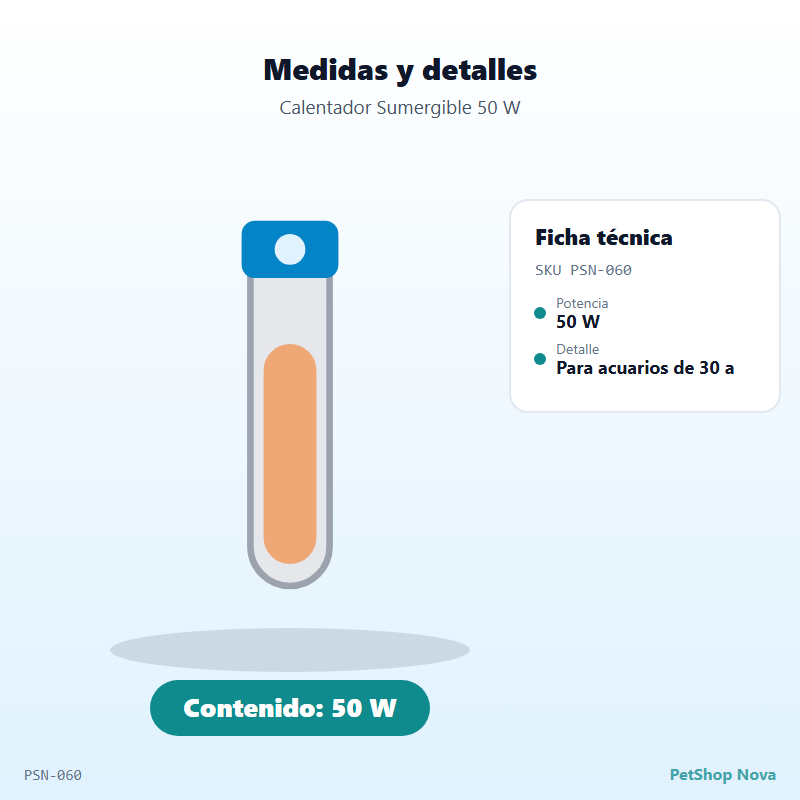 Medidas y detalles
Calentador Sumergible 50 W
Ficha técnica
SKU PSN-060
Potencia
50 W
Detalle
Para acuarios de 30 a
Contenido: 50 W
PSN-060
PetShop Nova